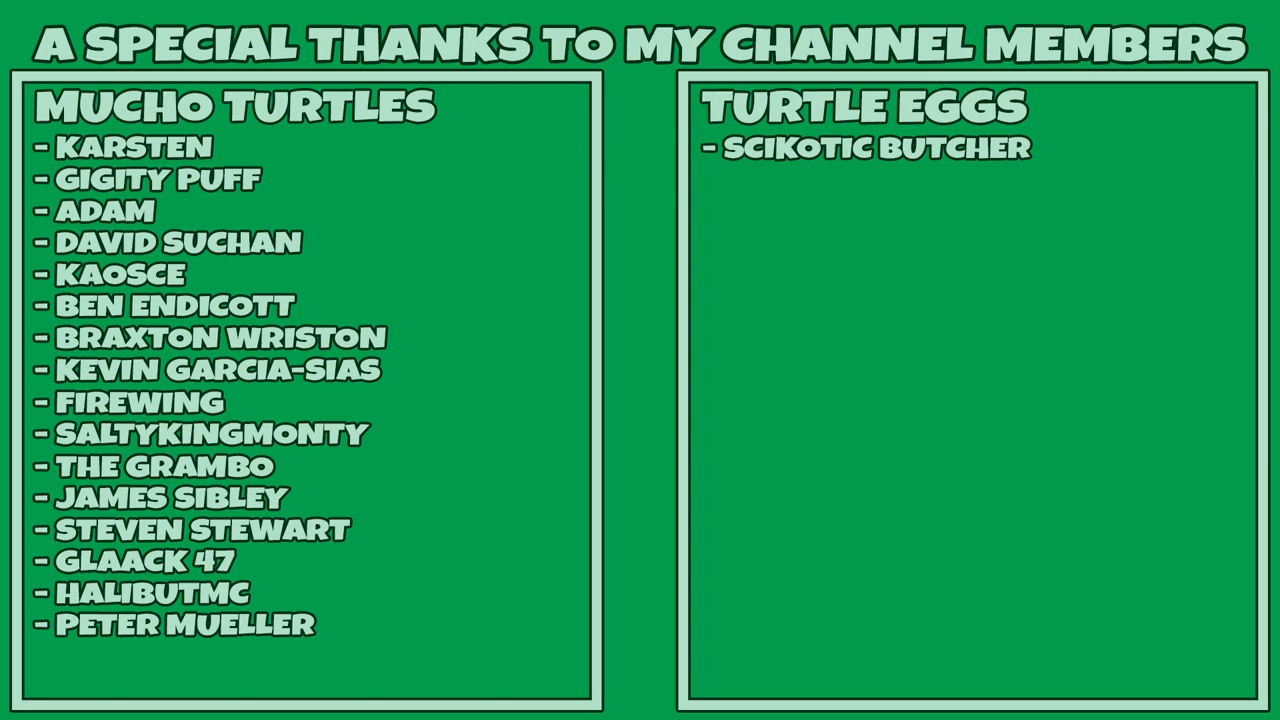 A SPECIAL THANKS TO MY CHANNEL MEMBERS
MUCHO TURTLES
- KARSTEN
- GIGITY PUFF
- ADAM
- DAVID SUCHAN
- KAOSCE
- BEN ENDICOTT
- BRAXTON WRISTON
- KEVIN GARCIA-SIAS
- FIREWING
- SALTYKINGMONTY
- THE GRAMBO
- JAMES SIBLEY
- STEVEN STEWART
- GLAACK 47
- HALIBUTMC
- PETER MUELLER
TURTLE EGGS
- SCIKOTIC BUTCHER